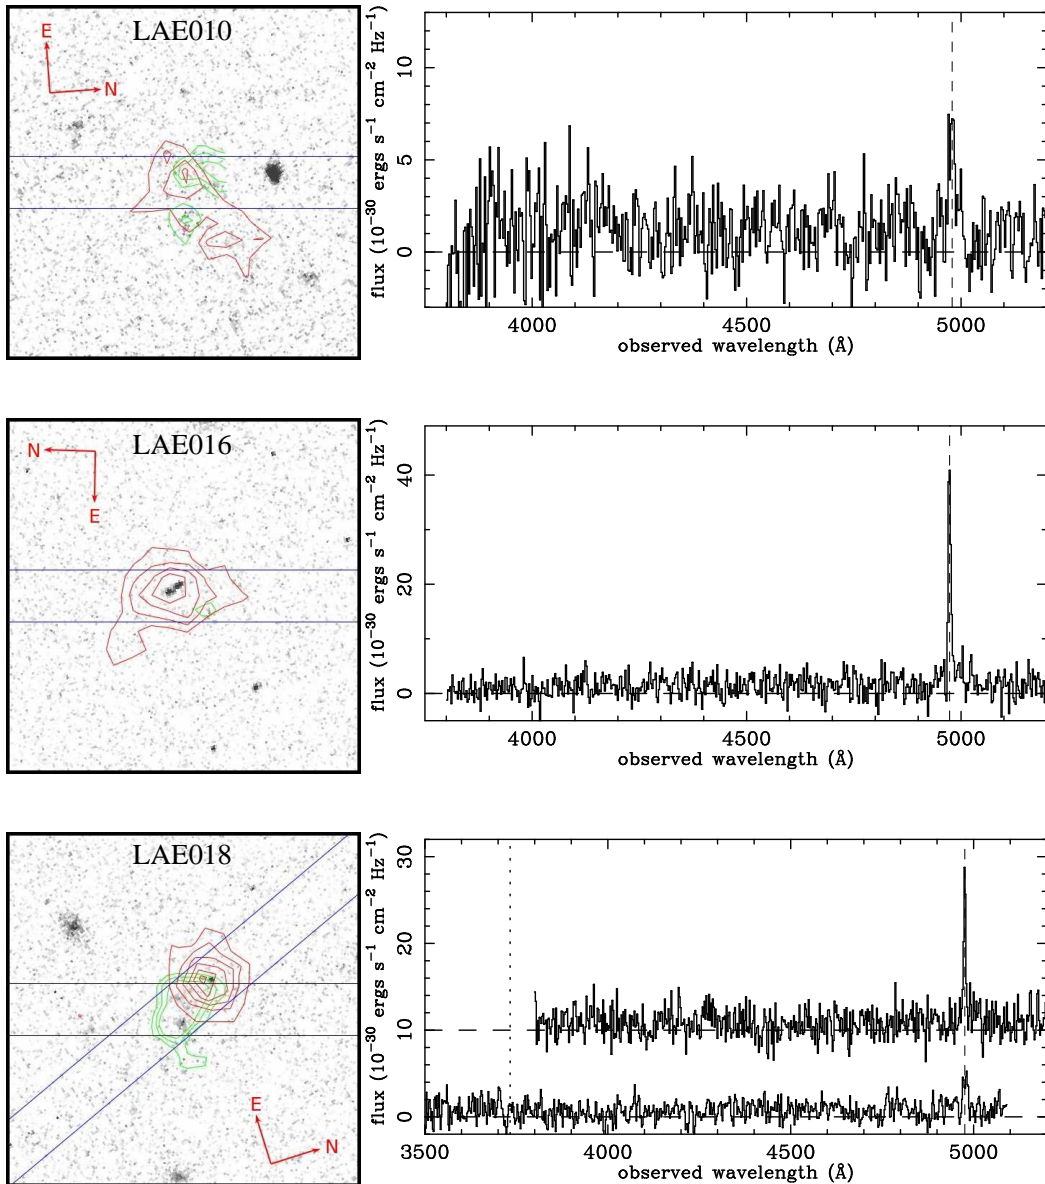 LAE010
E
N
10
5
0
flux (10⁻³⁰ ergs s⁻¹ cm⁻² Hz⁻¹)
4000 4500 5000
observed wavelength (Å)
LAE016
N
E
40
20
0
flux (10⁻³⁰ ergs s⁻¹ cm⁻² Hz⁻¹)
4000 4500 5000
observed wavelength (Å)
LAE018
E
N
30
20
10
0
flux (10⁻³⁰ ergs s⁻¹ cm⁻² Hz⁻¹)
3500 4000 4500 5000
observed wavelength (Å)